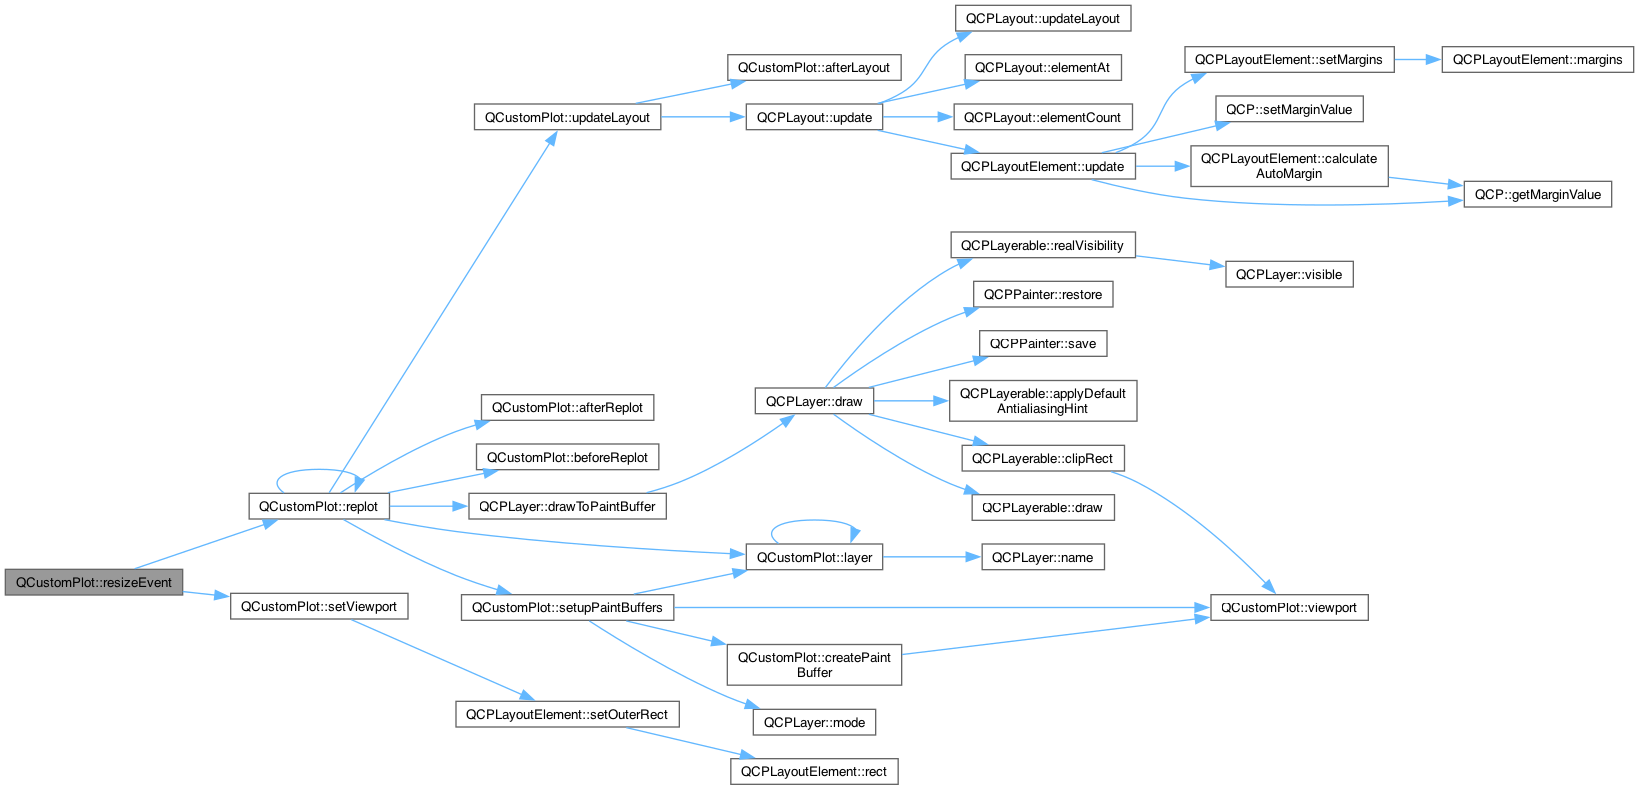 QCPLayout::updateLayout
QCustomPlot::afterLayout
QCPLayout::elementAt
QCPLayoutElement::setMargins
QCPLayoutElement::margins
QCustomPlot::updateLayout
QCPLayout::update
QCPLayout::elementCount
QCP::setMarginValue
QCPLayoutElement::update
QCPLayoutElement::calculate
AutoMargin
QCP::getMarginValue
QCPLayerable::realVisibility
QCPLayer::visible
QCPPainter::restore
QCPPainter::save
QCPLayer::draw
QCPLayerable::applyDefault
AntialiasingHint
QCustomPlot::afterReplot
QCustomPlot::beforeReplot
QCPLayerable::clipRect
QCustomPlot::replot
QCPLayer::drawToPaintBuffer
QCPLayerable::draw
QCustomPlot::layer
QCPLayer::name
QCustomPlot::resizeEvent
QCustomPlot::setViewport
QCustomPlot::setupPaintBuffers
QCustomPlot::viewport
QCustomPlot::createPaint
Buffer
QCPLayoutElement::setOuterRect
QCPLayer::mode
QCPLayoutElement::rect